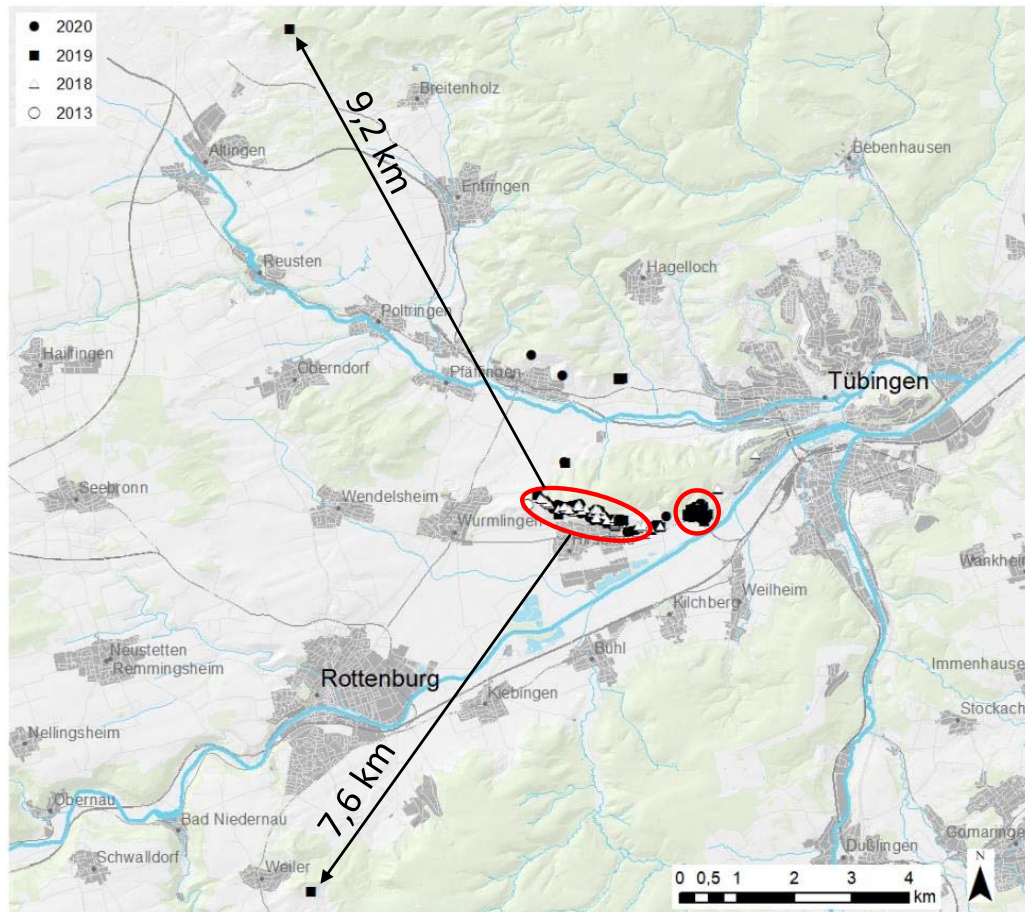 2020
2019
2018
2013
9,2 km
Breitenholz
Altingen
Bebenhausen
Entringen
Reusten
Hagelloch
Poltringen
Hailfingen
Oberndorf
Pfäffingen
Tübingen
Seebronn
Wendelsheim
Wurmlingen
Wankheim
Kilchberg
Weilheim
Neustetten
Remmingsheim
Bühl
Rottenburg
Immenhause
Kiebingen
Stockach
Nellingsheim
7,6 km
Obernau
Bad Niedernau
Gomaringe
Dußlingen
Schwalldorf
Weiler
N
0 0,5 1 2 3 4
km